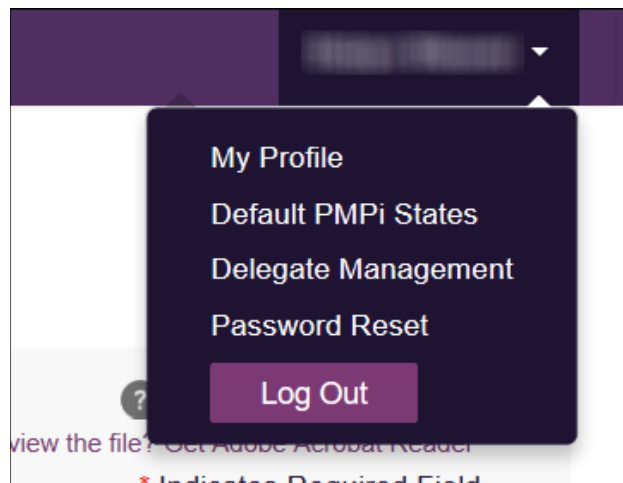 My Profile
Default PMPi States
Delegate Management
Password Reset
Log Out
?
view the file? Get Adobe Acrobat Reader
* Indicates Required Field